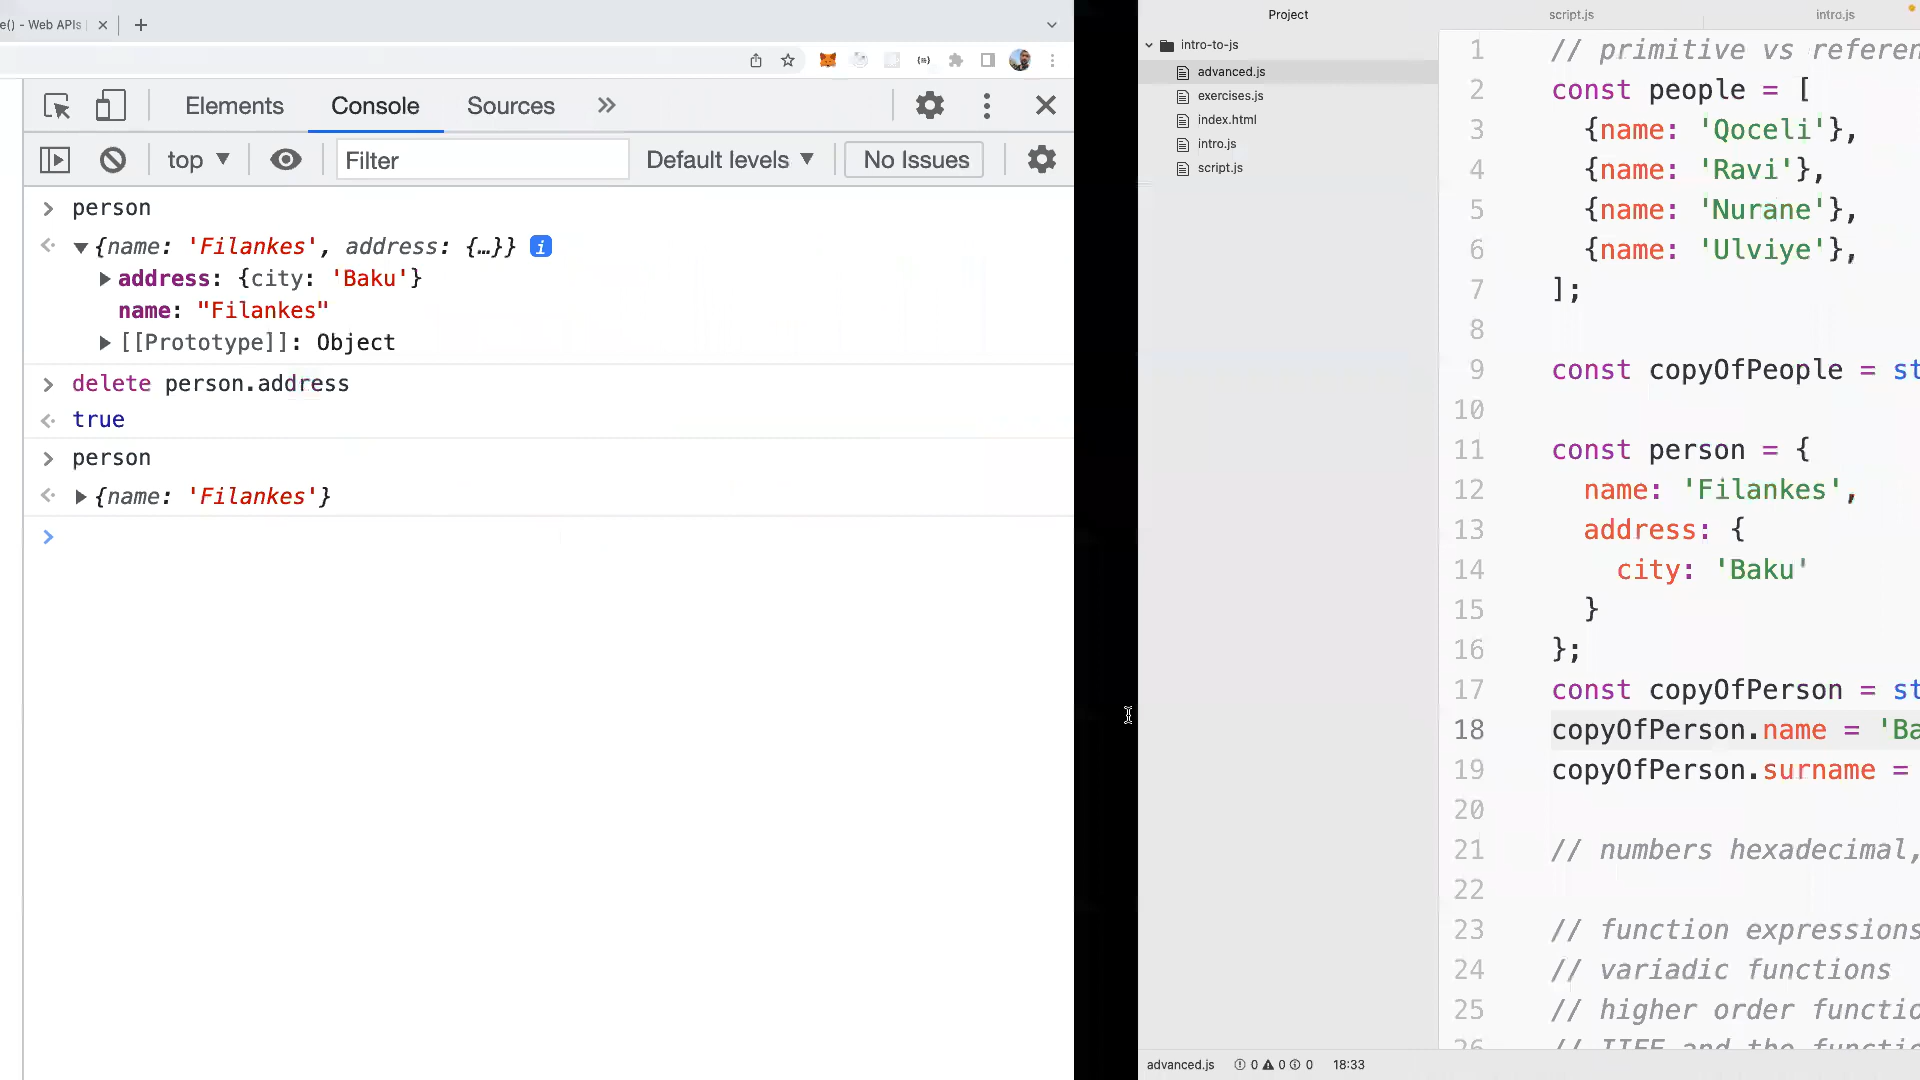 e() - Web APIs
Elements
Console
Sources
top
Filter
Default levels
No Issues
person
{name: 'Filankes', address: {…}}
address: {city: 'Baku'}
name: "Filankes"
[[Prototype]]: Object
delete person.address
true
person
{name: 'Filankes'}
Project
script.js
intro.js
intro-to-js
advanced.js
exercises.js
index.html
intro.js
script.js
1 // primitive vs referen
2 const people = [
3 {name: 'Qoceli'},
4 {name: 'Ravi'},
5 {name: 'Nurane'},
6 {name: 'Ulviye'},
7 ];
8
9 const copyOfPeople = st
10
11 const person = {
12 name: 'Filankes',
13 address: {
14 city: 'Baku'
15 }
16 };
17 const copyOfPerson = st
18 copyOfPerson.name = 'Ba
19 copyOfPerson.surname =
20
21 // numbers hexadecimal,
22
23 // function expressions
24 // variadic functions
25 // higher order functio
26 // IIFE and the functi
advanced.js 0 0 0 18:33